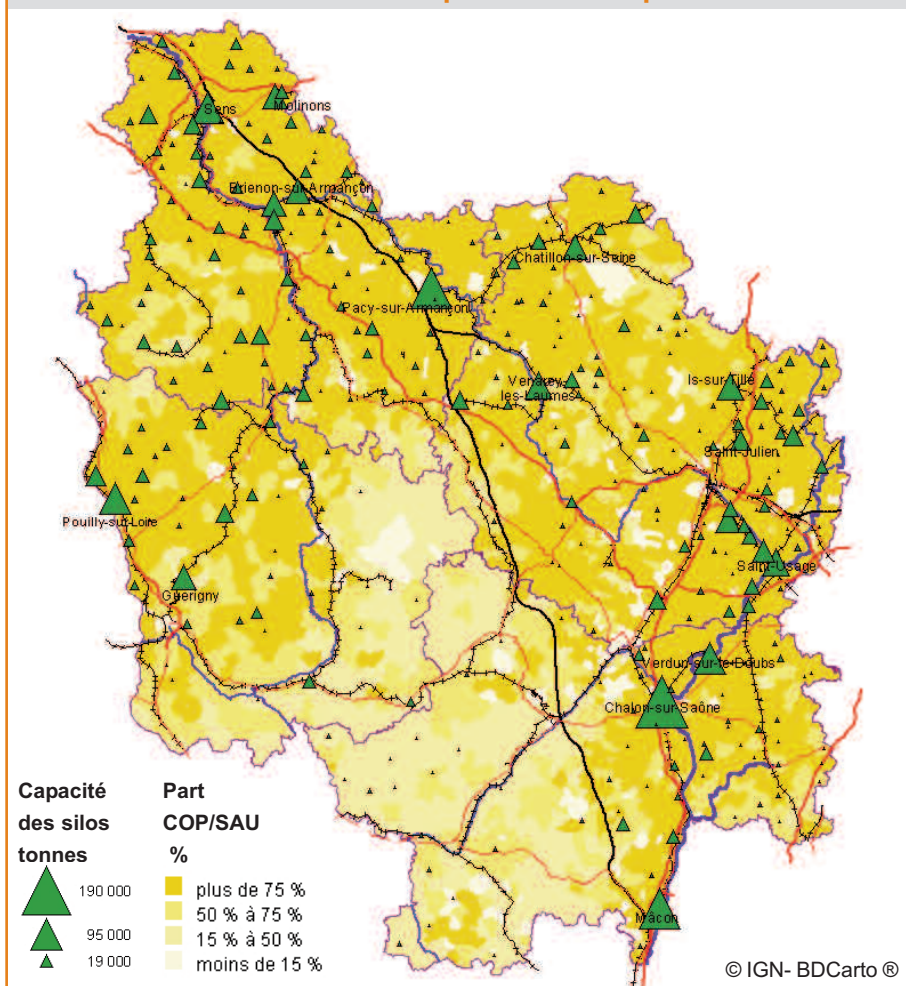 Sens
Molinons
Brienon-sur-Armançon
Chatillon-sur-Seine
Pacy-sur-Armançon
Venarey
les-Laumes
Is-sur-Tille
Saint-Julien
Pouilly-sur-Loire
Saint-Usage
Guerigny
Verdun-sur-le-Doubs
Chalon-sur-Saône
Mâcon
Capacité
des silos
tonnes
190 000
95 000
19 000
Part
COP/SAU
%
plus de 75 %
50 % à 75 %
15 % à 50 %
moins de 15 %
© IGN- BDCarto ®